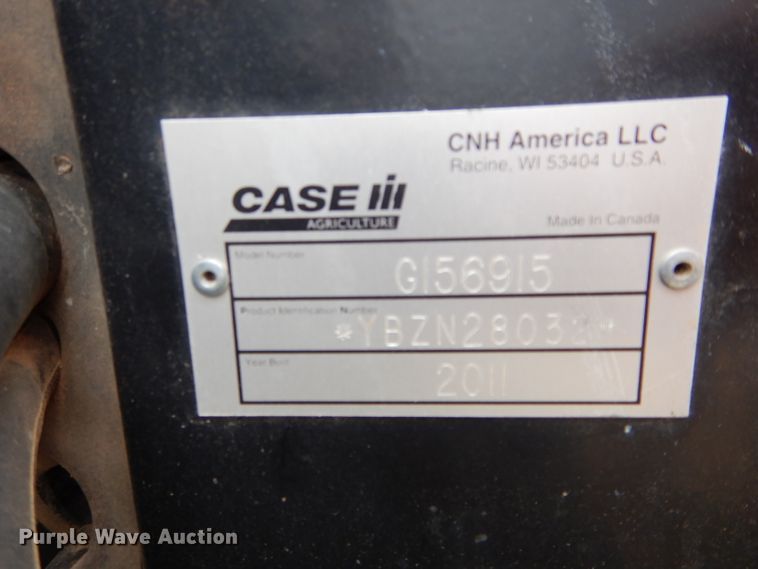 CNH America LLC
Racine, WI 53404 U.S.A.
CASE IH
AGRICULTURE
Made In Canada
Model Number
G156915
Product Identification Number
*YBZN28032*
Year Built
2011
Purple Wave Auction